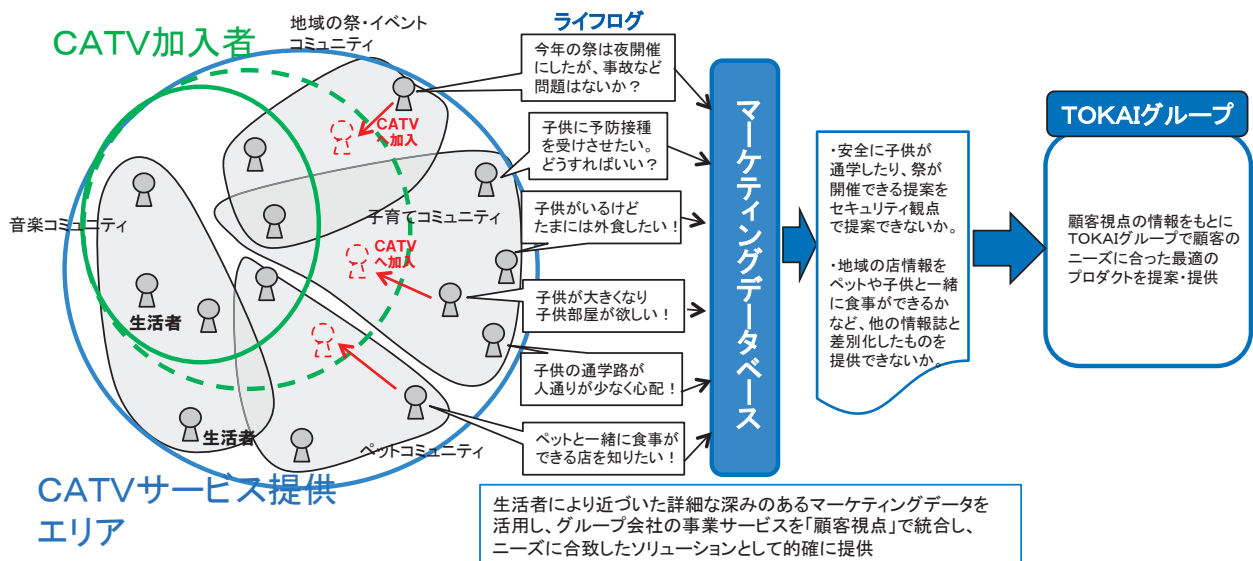 CATV加入者
地域の祭・イベント
コミュニティ
ライフログ
今年の祭は夜開催
にしたが、事故など
問題はないか？
CATV
へ加入
子供に予防接種
を受けさせたい。
どうすればいい？
音楽コミュニティ
子育てコミュニティ
子供がいるけど
たまには外食したい！
CATV
へ加入
生活者
子供が大きくなり
子供部屋が欲しい！
子供の通学路が
人通りが少なく心配！
生活者
ペットコミュニティ
ペットと一緒に食事が
できる店を知りたい！
CATVサービス提供
エリア
マーケティングデータベース
・安全に子供が
通学したり、祭が
開催できる提案を
セキュリティ観点
で提案できないか。
・地域の店情報を
ペットや子供と一緒
に食事ができるか
など、他の情報誌と
差別化したものを
提供できないか。
TOKAIグループ
顧客視点の情報をもとに
TOKAIグループで顧客の
ニーズに合った最適の
プロダクトを提案・提供
生活者により近づいた詳細な深みのあるマーケティングデータを
活用し、グループ会社の事業サービスを「顧客視点」で統合し、
ニーズに合致したソリューションとして的確に提供